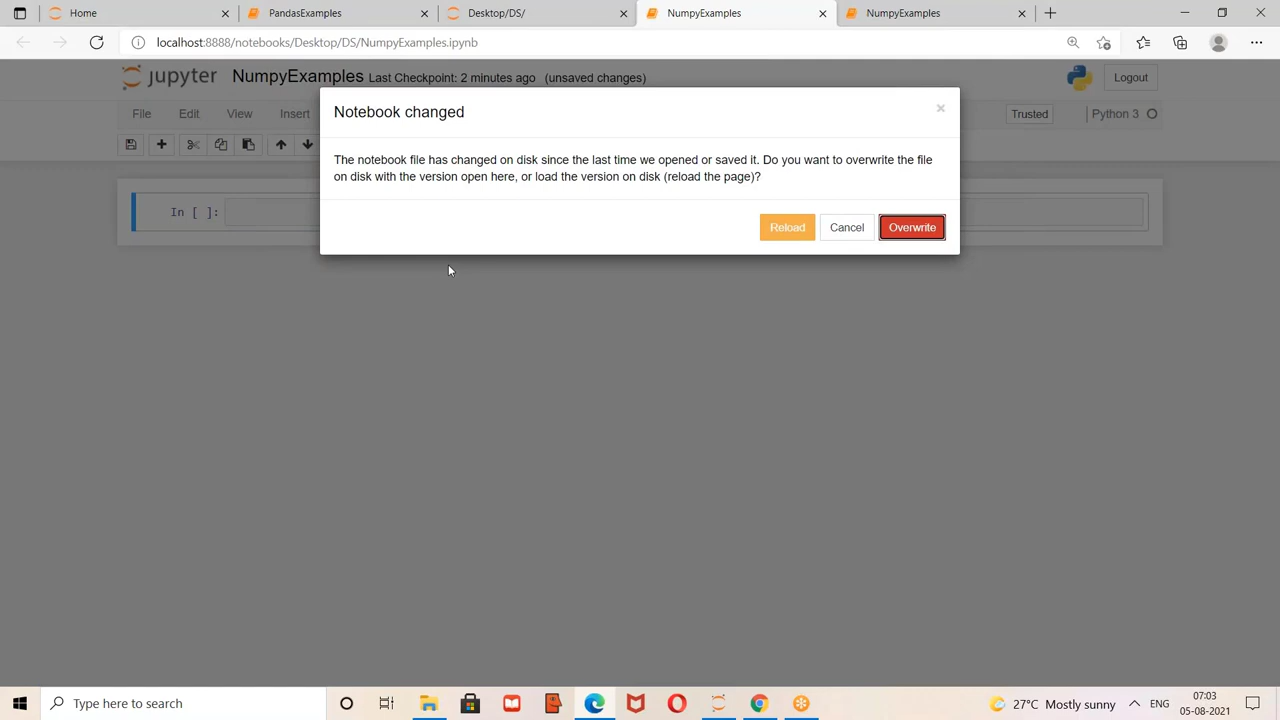 Home
PandasExamples
Desktop/DS/
NumpyExamples
NumpyExamples
localhost:8888/notebooks/Desktop/DS/NumpyExamples.ipynb
jupyter NumpyExamples Last Checkpoint: 2 minutes ago (unsaved changes)
Logout
File Edit View Insert
Trusted
Python 3
Notebook changed
×
The notebook file has changed on disk since the last time we opened or saved it. Do you want to overwrite the file
on disk with the version open here, or load the version on disk (reload the page)?
Reload Cancel Overwrite
In [ ]:
Type here to search
27°C Mostly sunny
ENG
07:03
05-08-2021